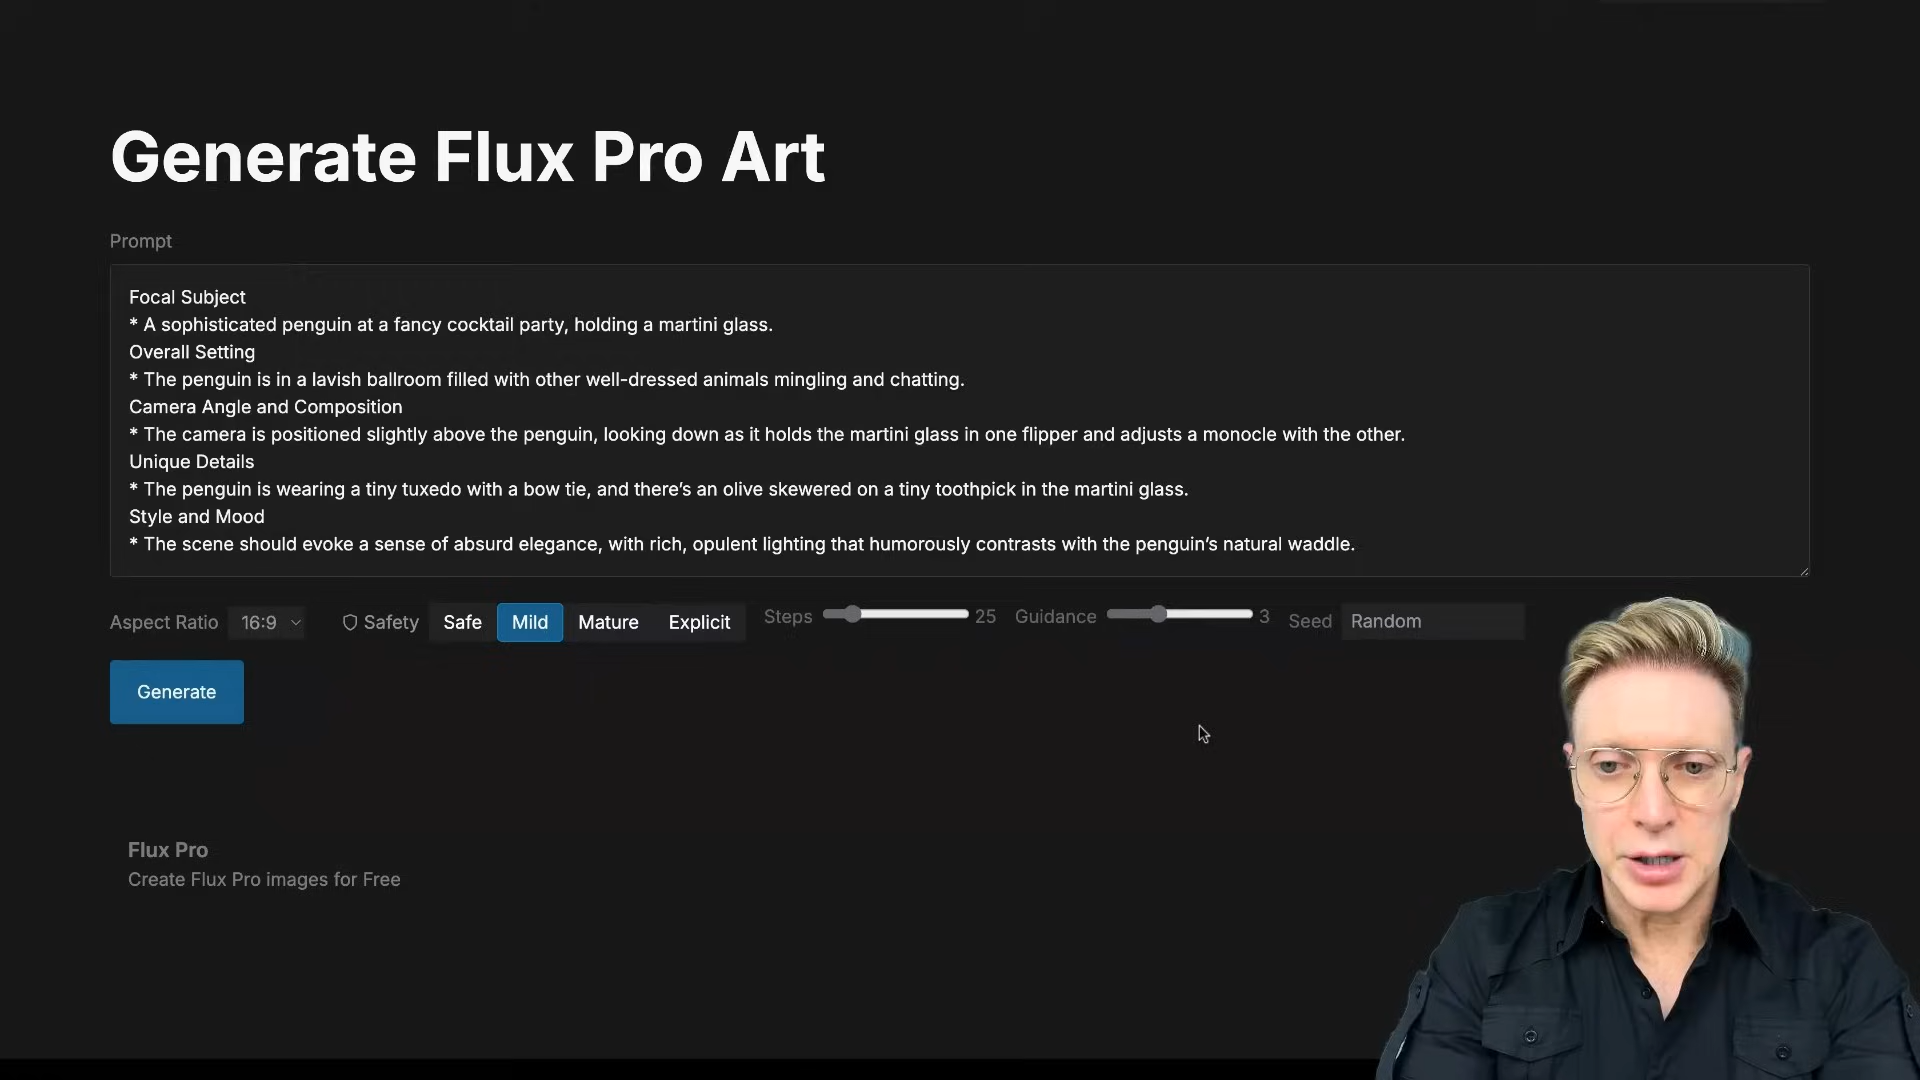 Generate Flux Pro Art
Prompt
Focal Subject
* A sophisticated penguin at a fancy cocktail party, holding a martini glass.
Overall Setting
* The penguin is in a lavish ballroom filled with other well-dressed animals mingling and chatting.
Camera Angle and Composition
* The camera is positioned slightly above the penguin, looking down as it holds the martini glass in one flipper and adjusts a monocle with the other.
Unique Details
* The penguin is wearing a tiny tuxedo with a bow tie, and there’s an olive skewered on a tiny toothpick in the martini glass.
Style and Mood
* The scene should evoke a sense of absurd elegance, with rich, opulent lighting that humorously contrasts with the penguin’s natural waddle.
Aspect Ratio 16:9 Safety Safe Mild Mature Explicit Steps 25 Guidance 3 Seed Random
Generate
Flux Pro
Create Flux Pro images for Free